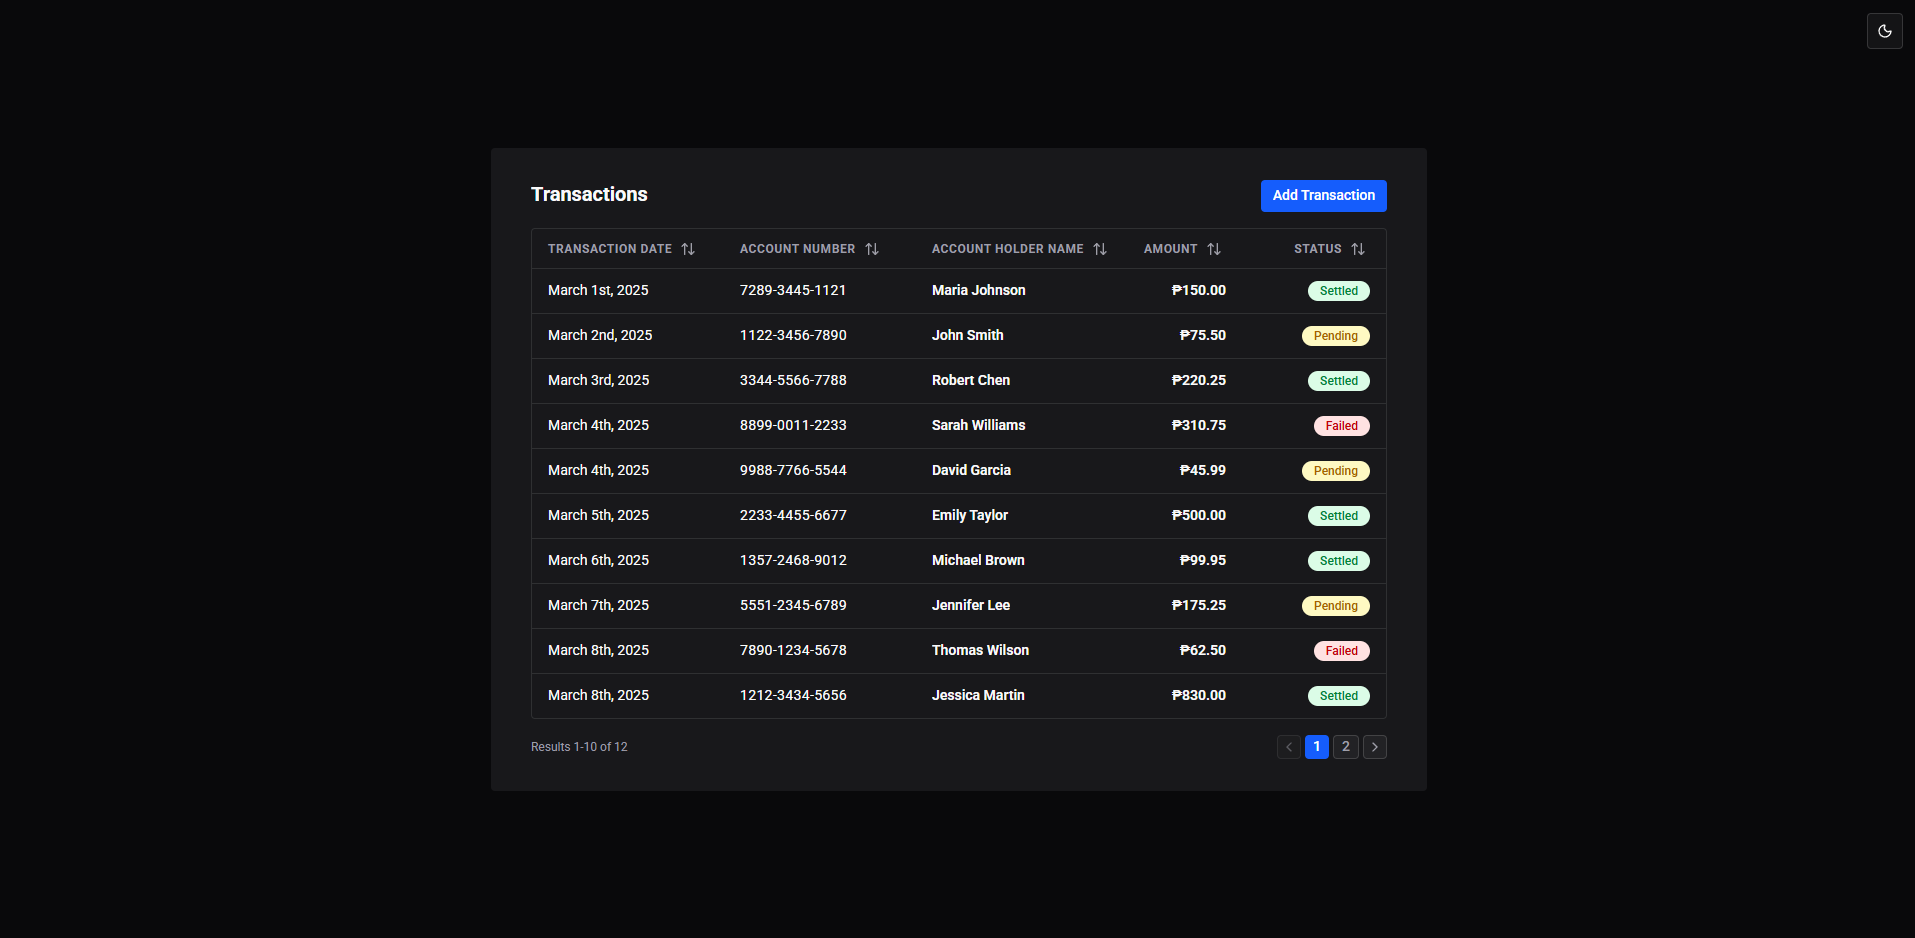 Transactions
Add Transaction
TRANSACTION DATE ACCOUNT NUMBER ACCOUNT HOLDER NAME AMOUNT STATUS
March 1st, 2025 7289-3445-1121 Maria Johnson ₱150.00 Settled
March 2nd, 2025 1122-3456-7890 John Smith ₱75.50 Pending
March 3rd, 2025 3344-5566-7788 Robert Chen ₱220.25 Settled
March 4th, 2025 8899-0011-2233 Sarah Williams ₱310.75 Failed
March 4th, 2025 9988-7766-5544 David Garcia ₱45.99 Pending
March 5th, 2025 2233-4455-6677 Emily Taylor ₱500.00 Settled
March 6th, 2025 1357-2468-9012 Michael Brown ₱99.95 Settled
March 7th, 2025 5551-2345-6789 Jennifer Lee ₱175.25 Pending
March 8th, 2025 7890-1234-5678 Thomas Wilson ₱62.50 Failed
March 8th, 2025 1212-3434-5656 Jessica Martin ₱830.00 Settled
Results 1-10 of 12
1 2